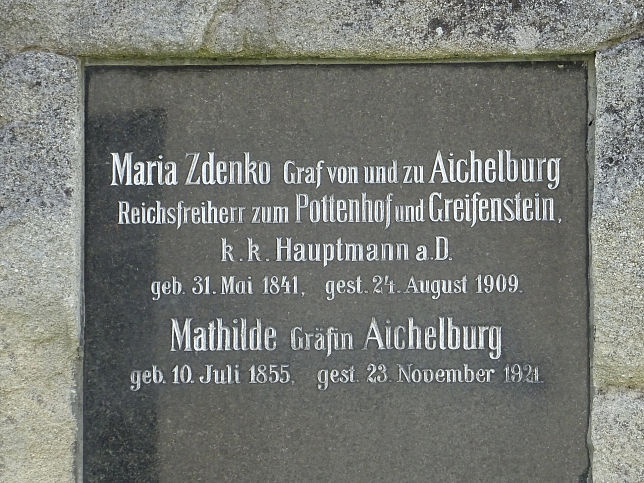 Maria Zdenko Graf von und zu Aichelburg
Reichsfreiherr zum Pottenhof und Greifenstein,
k. k. Hauptmann a. D.
geb. 31. Mai 1841, gest. 24. August 1909.
Mathilde Gräfin Aichelburg
geb. 10. Juli 1855, gest. 23. November 1921.